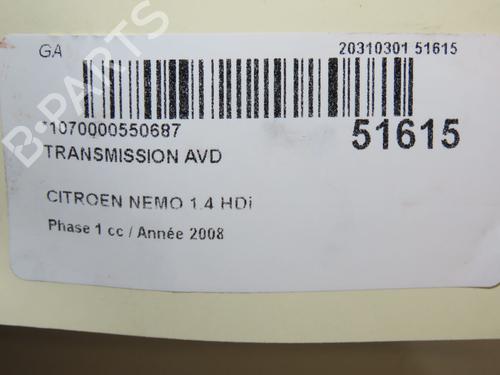 GA 20310301 51615
*1070000550687 51615
TRANSMISSION AVD
CITROEN NEMO 1.4 HDi
Phase 1 cc / Année 2008
B-PARTS